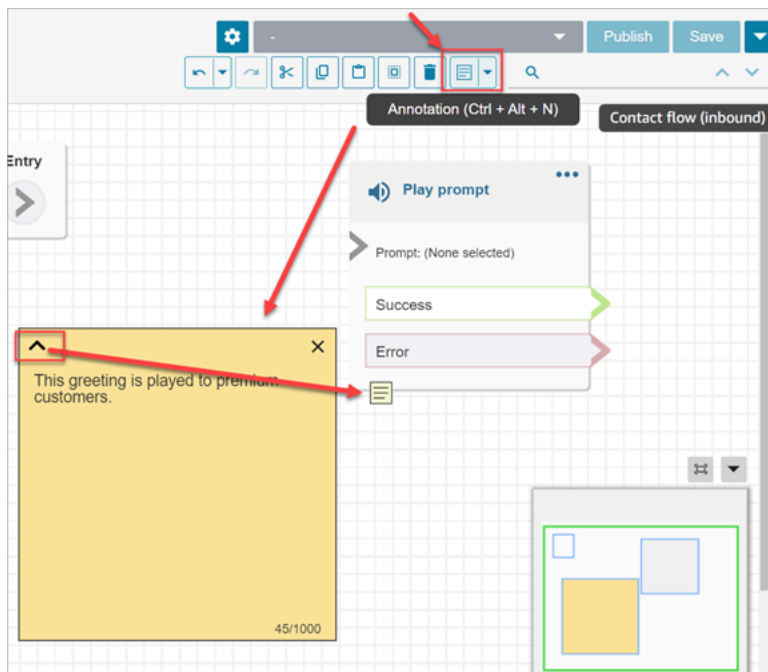 -
Publish
Save
Annotation (Ctrl + Alt + N)
Contact flow (inbound)
Entry
Play prompt
Prompt: (None selected)
Success
Error
This greeting is played to premium
customers.
45/1000